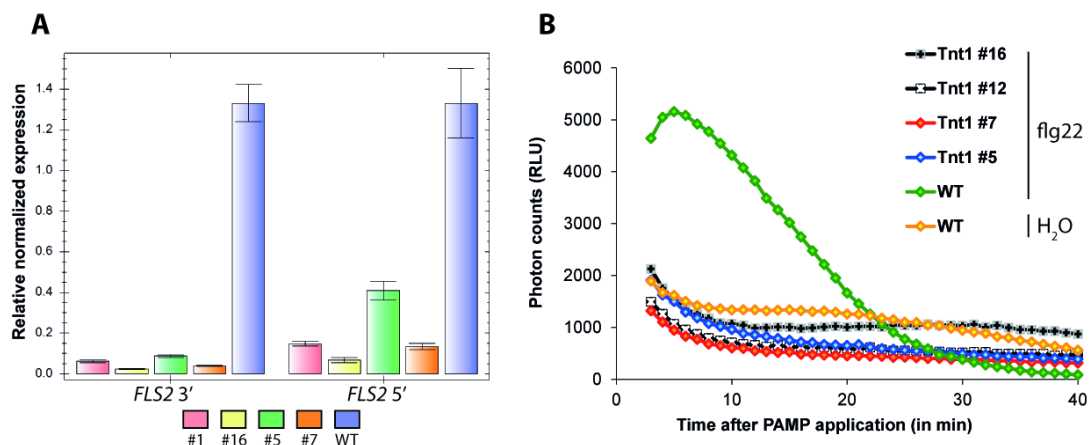 A
Relative normalized expression
1.4
1.2
1.0
0.8
0.6
0.4
0.2
0.0
FLS2 3′
FLS2 5′
#1
#16
#5
#7
WT
B
Photon counts (RLU)
6000
5000
4000
3000
2000
1000
0
0
10
20
30
40
Time after PAMP application (in min)
Tnt1 #16
Tnt1 #12
Tnt1 #7
Tnt1 #5
WT
WT
flg22
H₂O